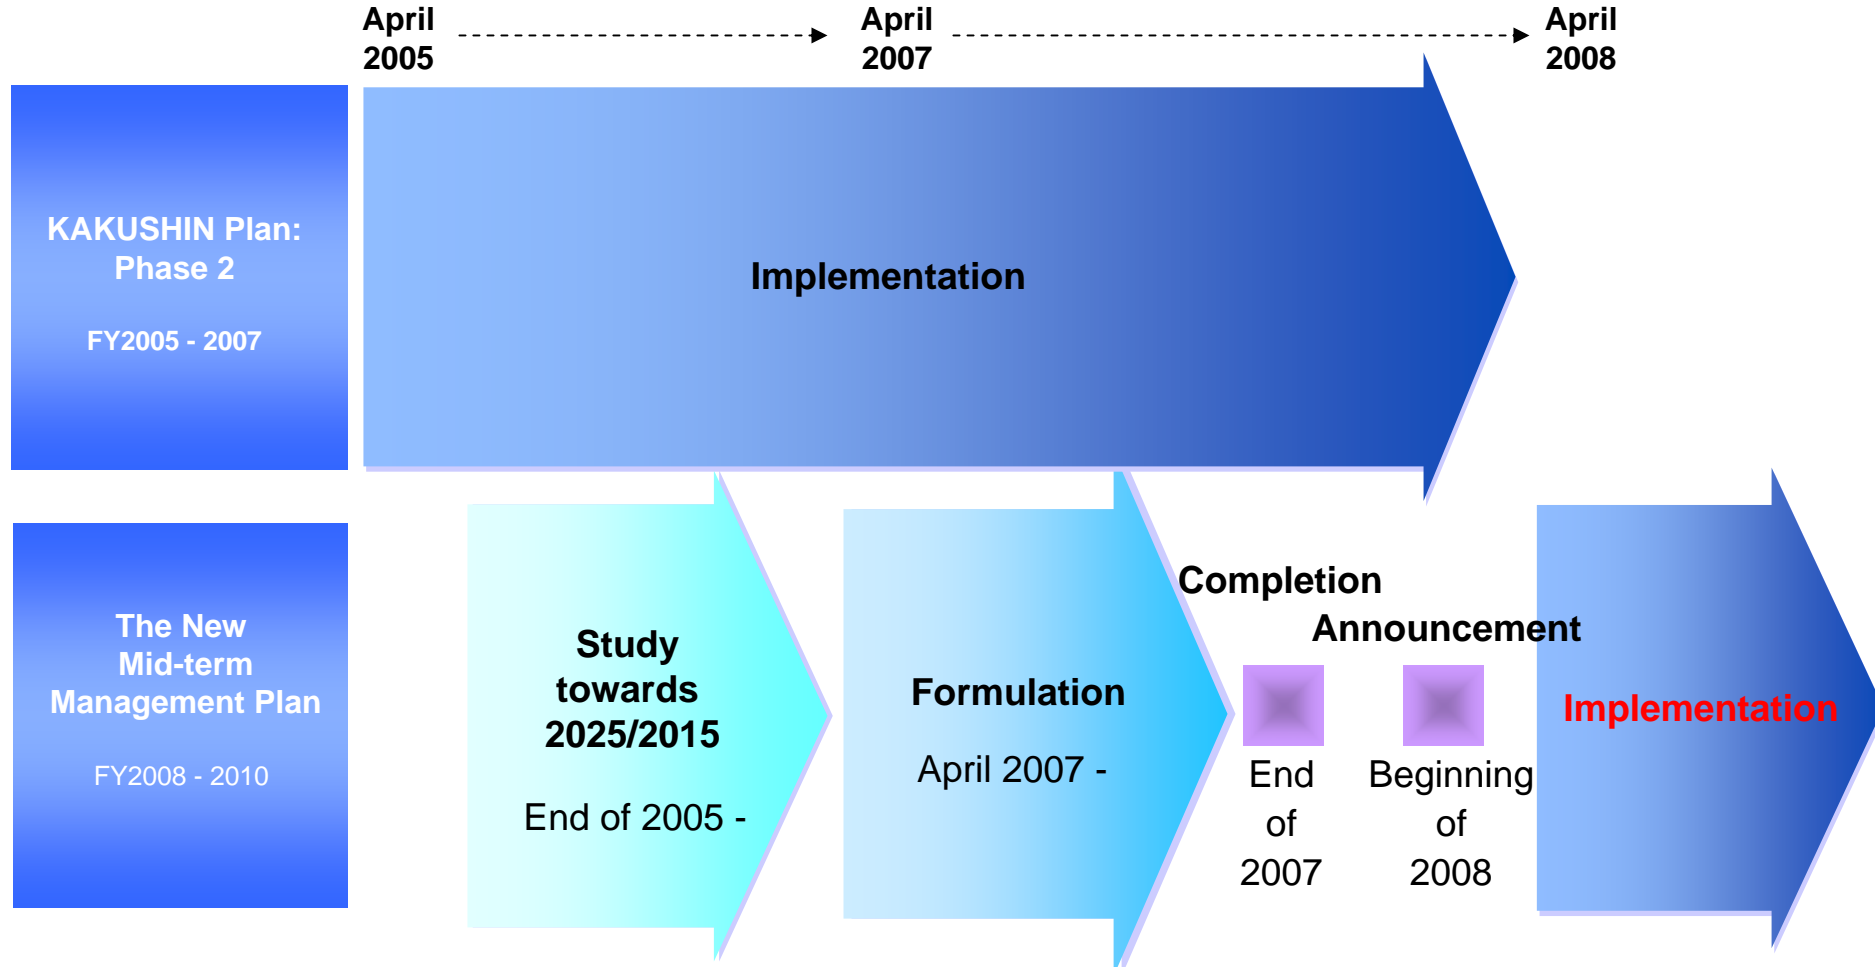 April
2005
April
2007
April
2008
KAKUSHIN Plan:
Phase 2
FY2005 - 2007
Implementation
The New
Mid-term
Management Plan
FY2008 - 2010
Study
towards
2025/2015
End of 2005 -
Formulation
April 2007 -
Completion
End
of
2007
Announcement
Beginning
of
2008
Implementation